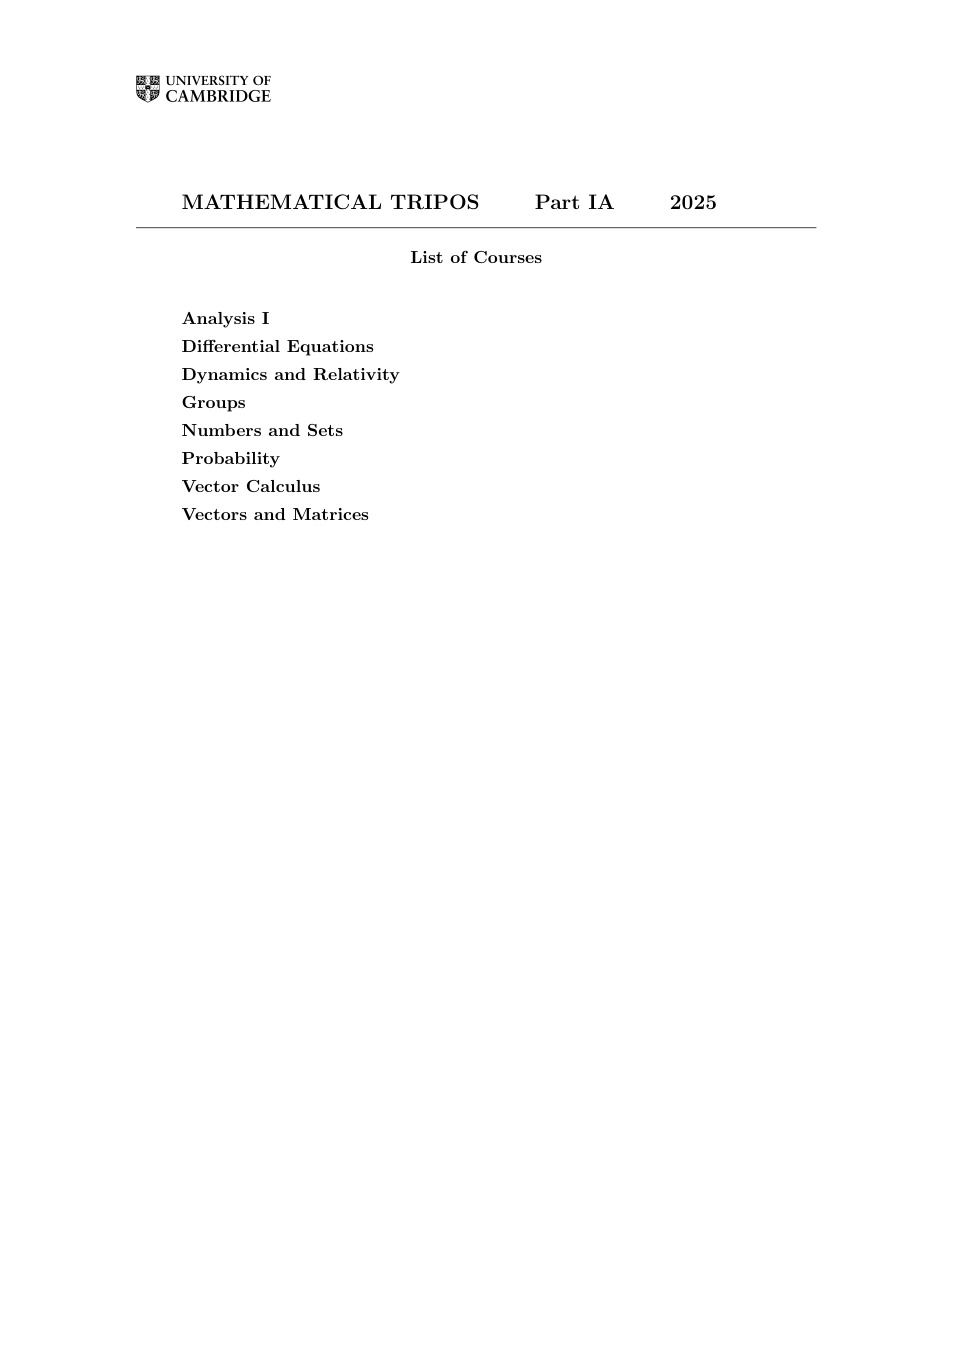 UNIVERSITY OF
CAMBRIDGE
MATHEMATICAL TRIPOS Part IA 2025
List of Courses
Analysis I
Differential Equations
Dynamics and Relativity
Groups
Numbers and Sets
Probability
Vector Calculus
Vectors and Matrices